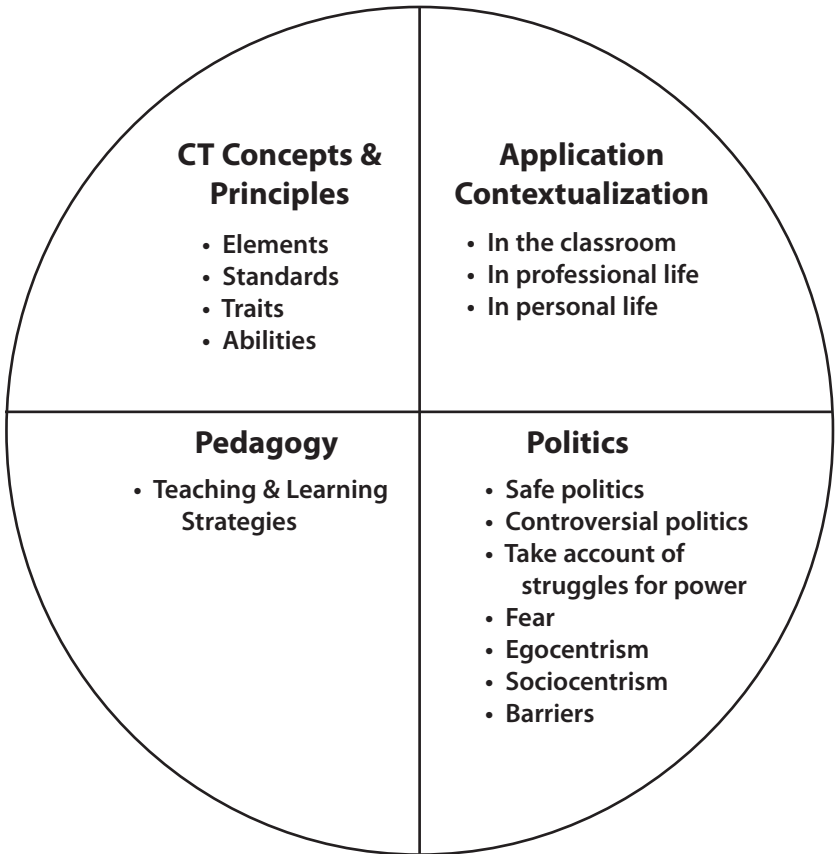 CT Concepts &
Principles
• Elements
• Standards
• Traits
• Abilities
Application
Contextualization
• In the classroom
• In professional life
• In personal life
Pedagogy
• Teaching & Learning
Strategies
Politics
• Safe politics
• Controversial politics
• Take account of
struggles for power
• Fear
• Egocentrism
• Sociocentrism
• Barriers